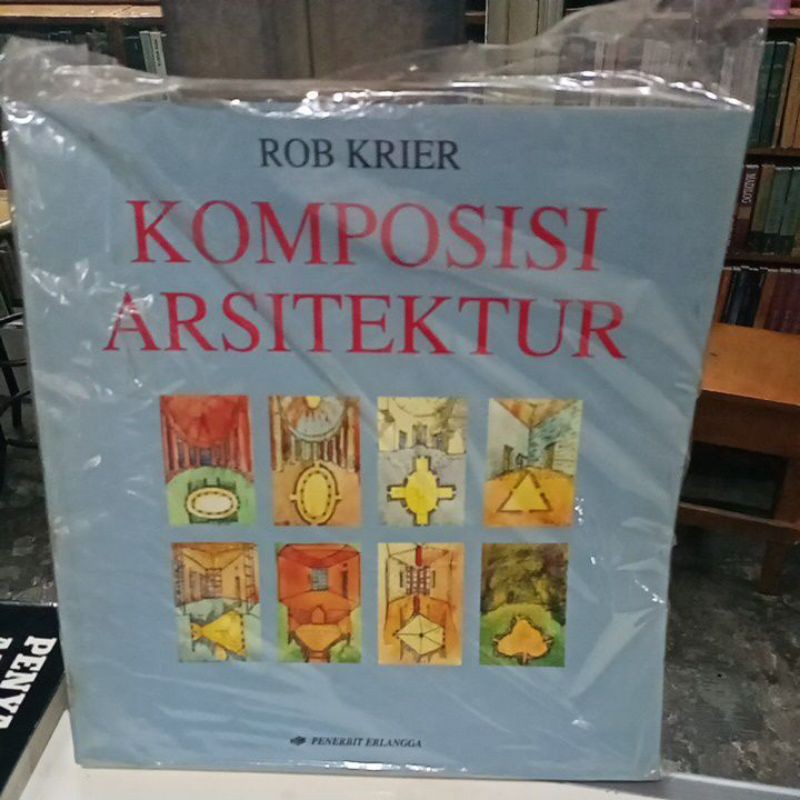 ROB KRIER
KOMPOSISI
ARSITEKTUR
PENERBIT ERLANGGA